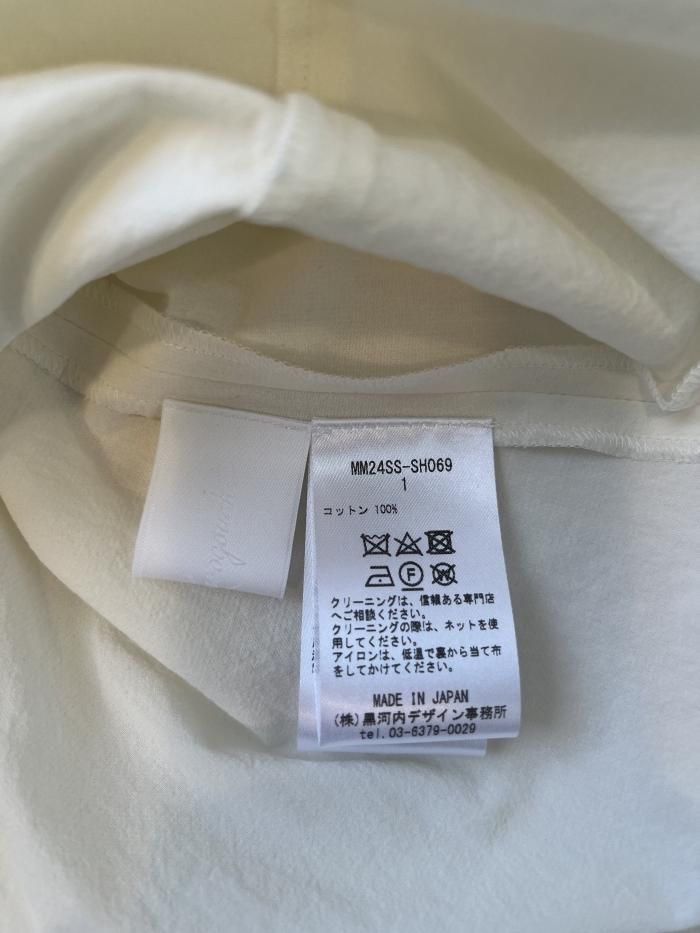 MM24SS-SH069
1
コットン 100%
クリーニングは、信頼ある専門店
へご相談ください。
クリーニングの際は、ネットを使
用してください。
アイロンは、低温で裏から当て布
をしてかけてください。
MADE IN JAPAN
(株)黒河内デザイン事務所
tel.03-6379-0029